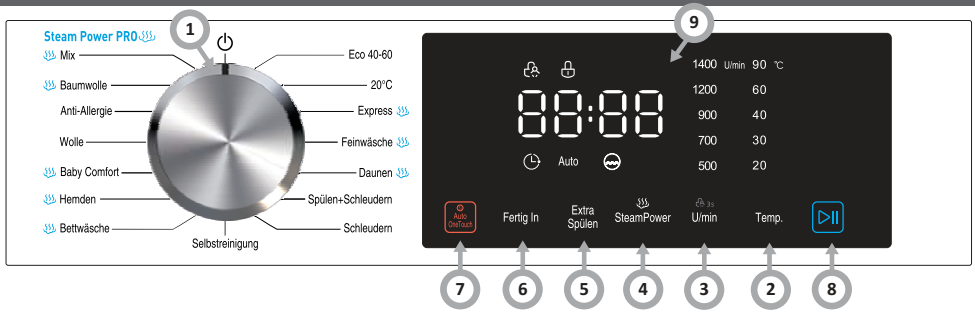 Steam Power PRO
1
9
Mix
Baumwolle
Anti-Allergie
Wolle
Baby Comfort
Hemden
Bettwäsche
Selbstreinigung
Eco 40-60
20°C
Express
Feinwäsche
Daunen
Spülen+Schleudern
Schleudern
88:88
Auto
1400 U/min 90 °C
1200 60
900 40
700 30
500 20
Auto
OneTouch
Fertig In
Extra
Spülen
SteamPower
3s
U/min
Temp.
7
6
5
4
3
2
8